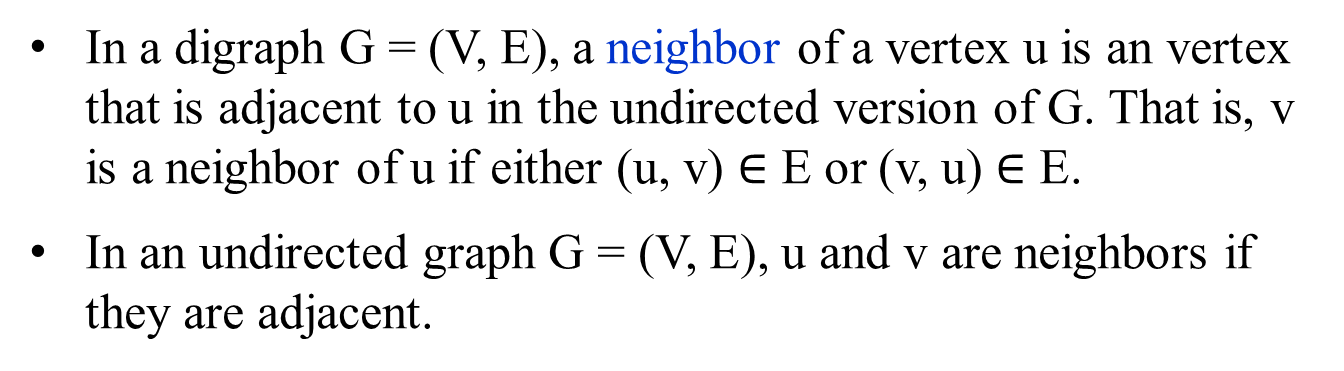 • In a digraph G = (V, E), a neighbor of a vertex u is an vertex
that is adjacent to u in the undirected version of G. That is, v
is a neighbor of u if either (u, v) ∈ E or (v, u) ∈ E.
• In an undirected graph G = (V, E), u and v are neighbors if
they are adjacent.